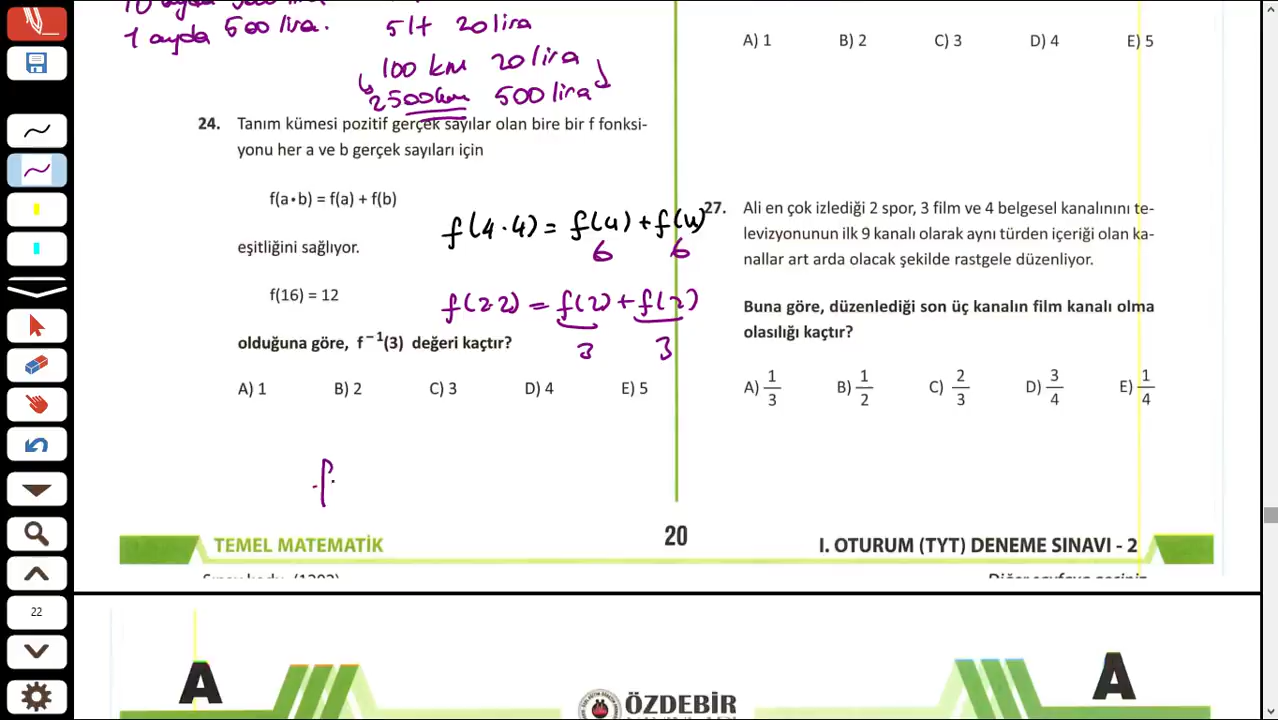 1 ayda 500 lira.
5 lt 20 lira
100 km 20 lira
2500 km 500 lira
24. Tanım kümesi pozitif gerçek sayılar olan bire bir f fonksi-
yonu her a ve b gerçek sayıları için
f(a•b) = f(a) + f(b)
eşitliğini sağlıyor.
f(16) = 12
olduğuna göre, f⁻¹(3) değeri kaçtır?
A) 1 B) 2 C) 3 D) 4 E) 5
f(4.4) = f(4) + f(4)
6 6
f(2.2) = f(2) + f(2)
3 3
f
A) 1 B) 2 C) 3 D) 4 E) 5
27. Ali en çok izlediği 2 spor, 3 film ve 4 belgesel kanalını te-
levizyonunun ilk 9 kanalı olarak aynı türden içeriği olan ka-
nallar art arda olacak şekilde rastgele düzenliyor.
Buna göre, düzenlediği son üç kanalın film kanalı olma
olasılığı kaçtır?
A) 1/3 B) 1/2 C) 2/3 D) 3/4 E) 1/4
TEMEL MATEMATİK
20
I. OTURUM (TYT) DENEME SINAVI - 2
22
A
ÖZDEBİR
A